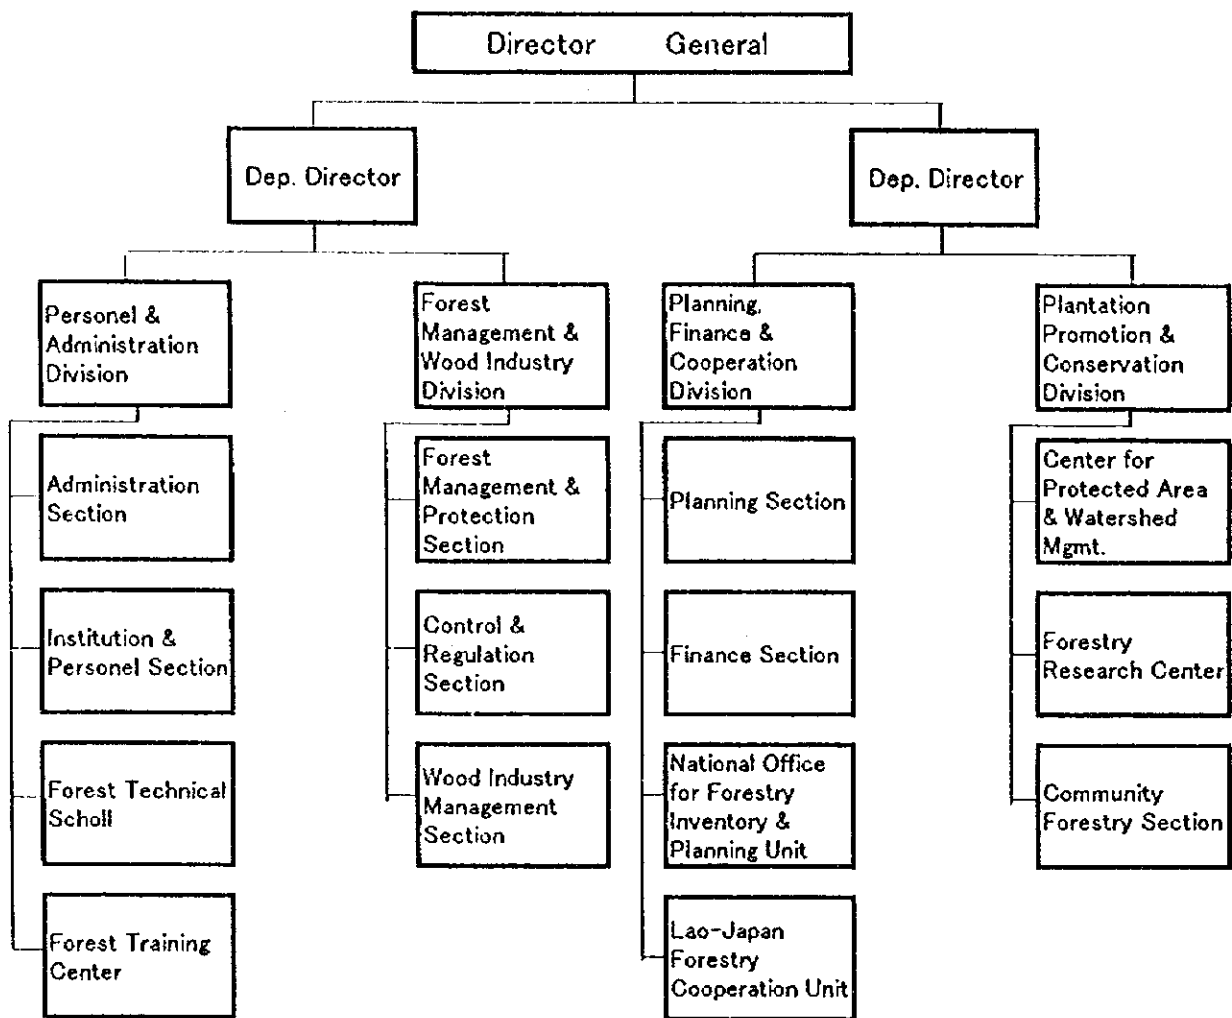 Director General
Dep. Director
Dep. Director
Personel &
Administration
Division
Forest
Management &
Wood Industry
Division
Planning,
Finance &
Cooperation
Division
Plantation
Promotion &
Conservation
Division
Administration
Section
Forest
Management &
Protection
Section
Planning Section
Center for
Protected Area
& Watershed
Mgmt.
Institution &
Personel Section
Control &
Regulation
Section
Finance Section
Forestry
Research Center
Forest Technical
Scholl
Wood Industry
Management
Section
National Office
for Forestry
Inventory &
Planning Unit
Community
Forestry Section
Forest Training
Center
Lao-Japan
Forestry
Cooperation Unit